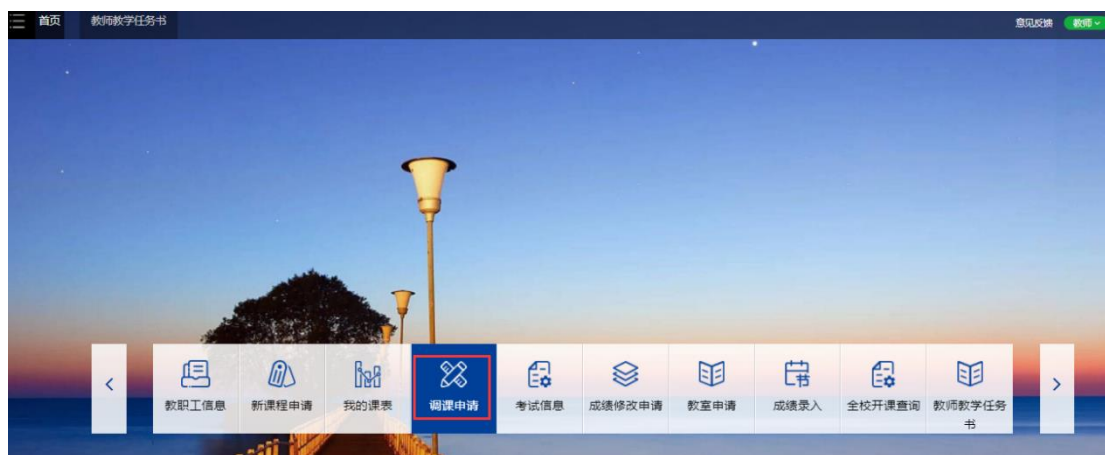 首页 教师教学任务书 意见反馈 教师
教职工信息 新课程申请 我的课表 调课申请 考试信息 成绩修改申请 教室申请 成绩录入 全校开课查询 教师教学任务
书